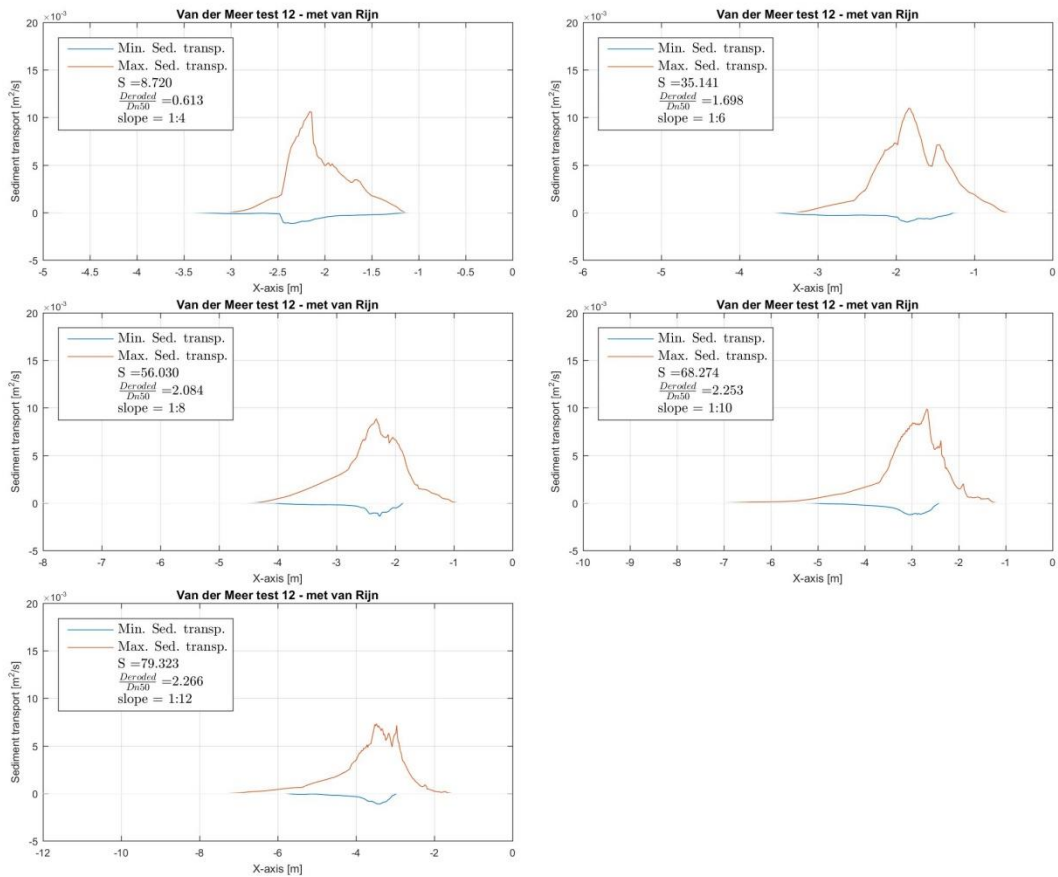 Van der Meer test 12 - met van Rijn
×10⁻³
20
15
10
5
0
-5
Sediment transport [m²/s]
Min. Sed. transp.
Max. Sed. transp.
S =8.720
Deroded/Dn50 =0.613
slope = 1:4
-5 -4.5 -4 -3.5 -3 -2.5 -2 -1.5 -1 -0.5 0
X-axis [m]
Van der Meer test 12 - met van Rijn
×10⁻³
20
15
10
5
0
-5
Sediment transport [m²/s]
Min. Sed. transp.
Max. Sed. transp.
S =35.141
Deroded/Dn50 =1.698
slope = 1:6
-6 -5 -4 -3 -2 -1 0
X-axis [m]
Van der Meer test 12 - met van Rijn
×10⁻³
20
15
10
5
0
-5
Sediment transport [m²/s]
Min. Sed. transp.
Max. Sed. transp.
S =56.030
Deroded/Dn50 =2.084
slope = 1:8
-8 -7 -6 -5 -4 -3 -2 -1 0
X-axis [m]
Van der Meer test 12 - met van Rijn
×10⁻³
20
15
10
5
0
-5
Sediment transport [m²/s]
Min. Sed. transp.
Max. Sed. transp.
S =68.274
Deroded/Dn50 =2.253
slope = 1:10
-10 -9 -8 -7 -6 -5 -4 -3 -2 -1 0
X-axis [m]
Van der Meer test 12 - met van Rijn
×10⁻³
20
15
10
5
0
-5
Sediment transport [m²/s]
Min. Sed. transp.
Max. Sed. transp.
S =79.323
Deroded/Dn50 =2.266
slope = 1:12
-12 -10 -8 -6 -4 -2 0
X-axis [m]